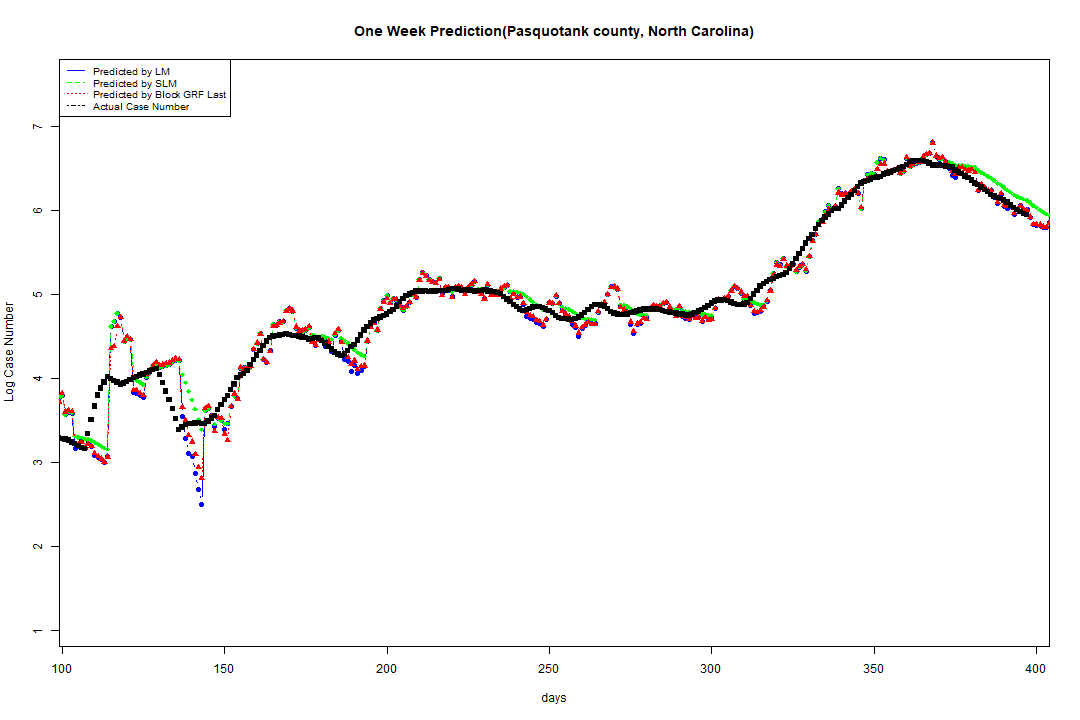 One Week Prediction(Pasquotank county, North Carolina)
Predicted by LM
Predicted by SLM
Predicted by Block GRF Last
Actual Case Number
Log Case Number
7
6
5
4
3
2
1
100 150 200 250 300 350 400
days